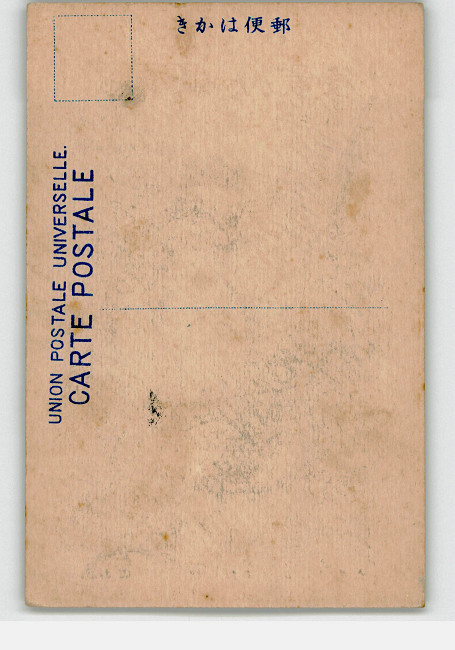 きかは便郵
UNION POSTALE UNIVERSELLE.
CARTE POSTALE